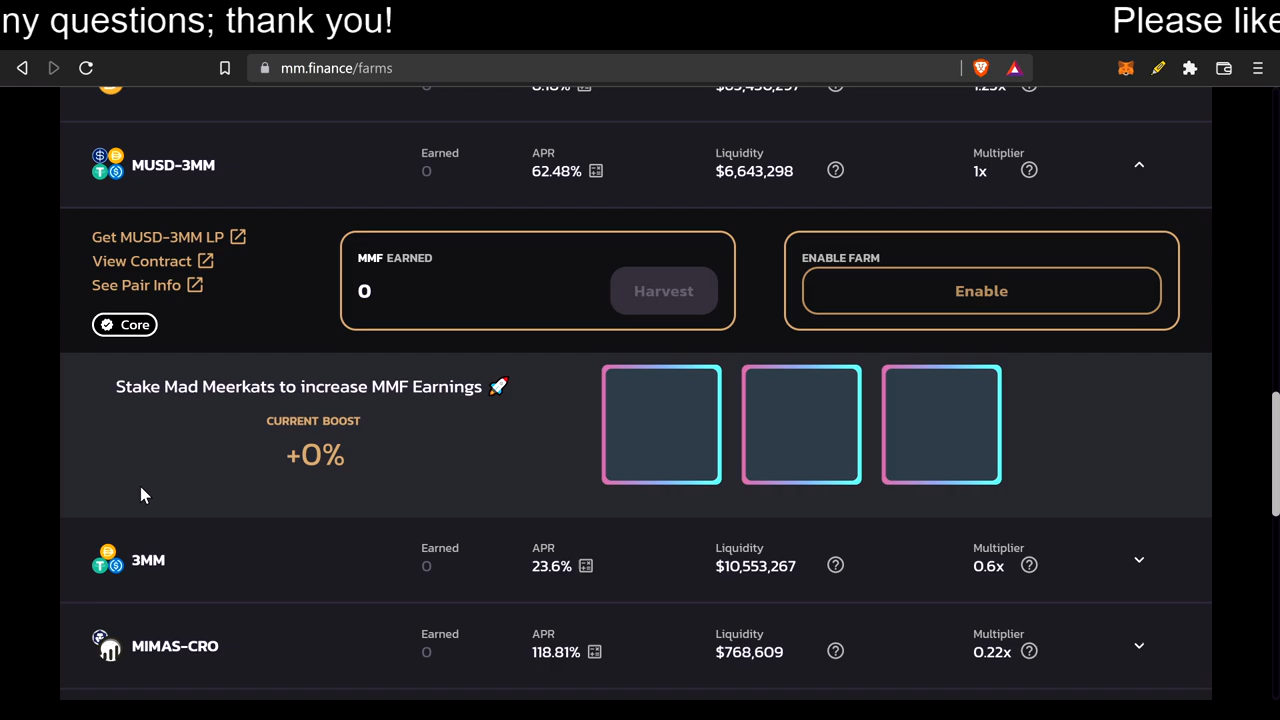 ny questions; thank you! Please like
mm.finance/farms
MUSD-3MM
Earned
0
APR
62.48%
Liquidity
$6,643,298
Multiplier
1x
Get MUSD-3MM LP
View Contract
See Pair Info
Core
MMF EARNED
0
Harvest
ENABLE FARM
Enable
Stake Mad Meerkats to increase MMF Earnings 🚀
CURRENT BOOST
+0%
3MM
Earned
0
APR
23.6%
Liquidity
$10,553,267
Multiplier
0.6x
MIMAS-CRO
Earned
0
APR
118.81%
Liquidity
$768,609
Multiplier
0.22x